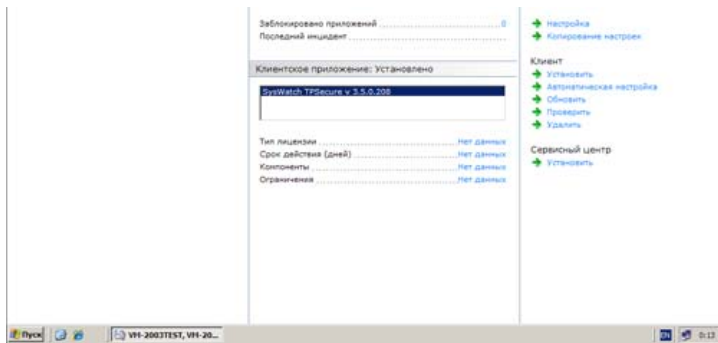 Заблокировано приложений 0
Последний инцидент
Клиентское приложение: Установлено
SysWatch TPSecure v 3.5.0.208
Тип лицензии Нет данных
Срок действия (дней) Нет данных
Компоненты Нет данных
Ограничения Нет данных
Настройка
Копирование настроек
Клиент
Установить
Автоматическая настройка
Обновить
Проверить
Удалить
Сервисный центр
Установить
Пуск
VM-2003TEST, VM-20...
EN
0:13